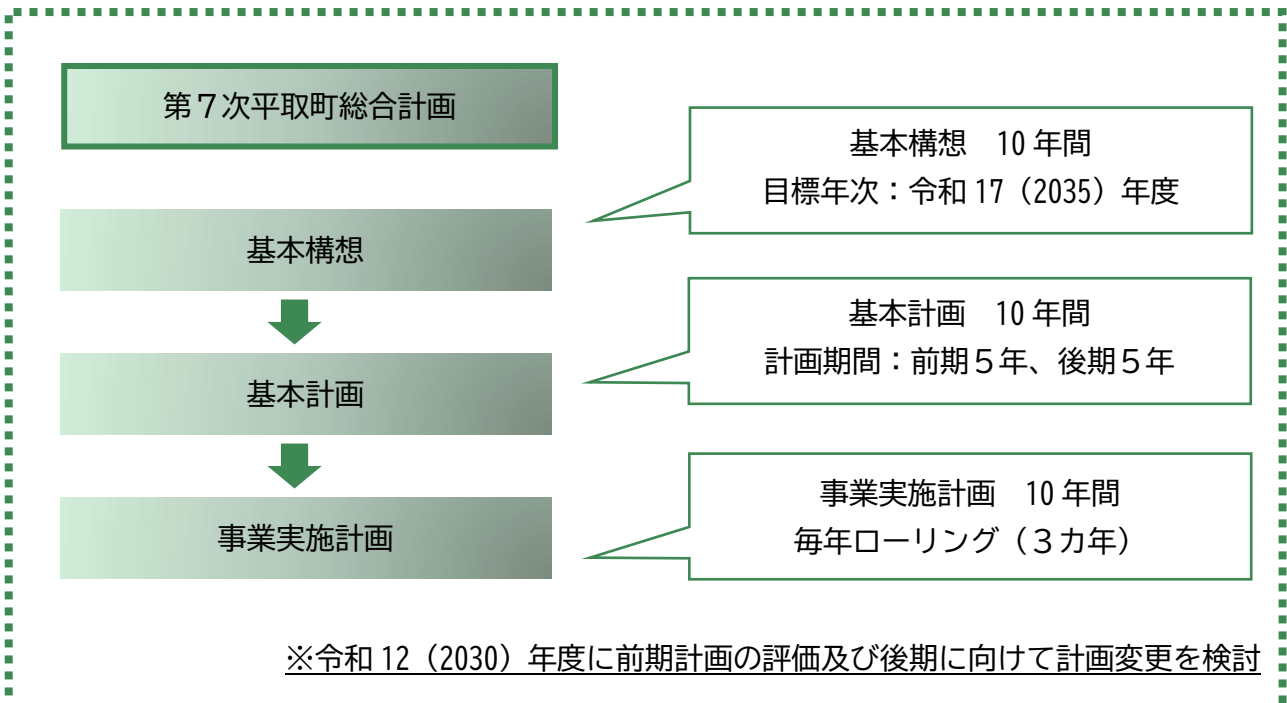 第７次平取町総合計画
基本構想　10 年間
目標年次：令和 17（2035）年度
基本構想
基本計画　10 年間
計画期間：前期５年、後期５年
基本計画
事業実施計画　10 年間
毎年ローリング（３カ年）
事業実施計画
※令和 12（2030）年度に前期計画の評価及び後期に向けて計画変更を検討